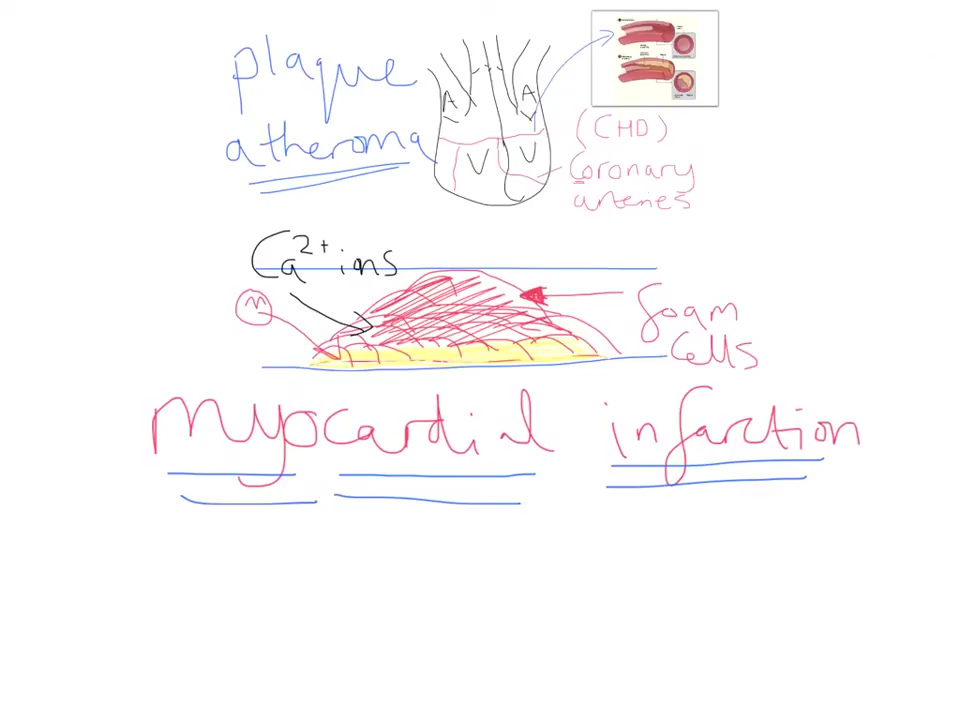 plaque
atheroma
A A
V V
(CHD)
Coronary
arteries
Ca2+ ions
M
foam
cells
myocardial infarction